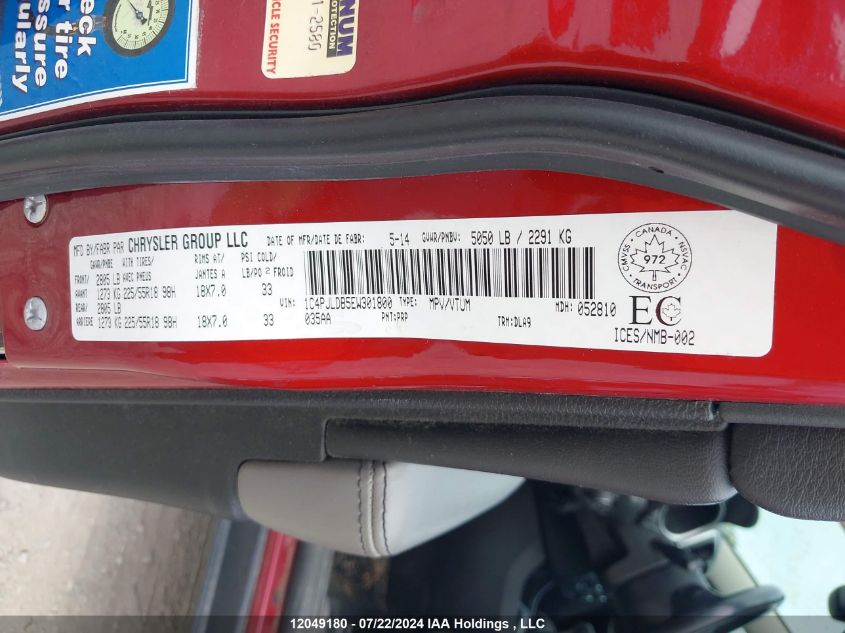 eck
tire
ssure
ularly
1-2500
CLE SECURITY
NUM
ROTECTION
MFD BY/FABR PAR CHRYSLER GROUP LLC DATE OF MFR/DATE DE FABR: 5-14 GVWR/PNBV: 5050 LB / 2291 KG
GAWR/PNBE WITH TIRES/ RIMS AT/ PSI COLD/
FRONT/ 2805 LB AVEC PNEUS JANTES A LB/PO 2 FROID
AVANT 1273 KG 225/55R18 98H 18X7.0 33
REAR/ 2805 LB
ARRIERE 1273 KG 225/55R18 98H 18X7.0 33
VIN: 1C4PJLDB5EW301800 TYPE: MPV/VTUM MDH: 052810
035AA PNT:PRP TRM:DLA9
CMVSS CANADA NSVAC
972
TRANSPORT
EC
ICES/NMB-002
12049180 - 07/22/2024 IAA Holdings , LLC